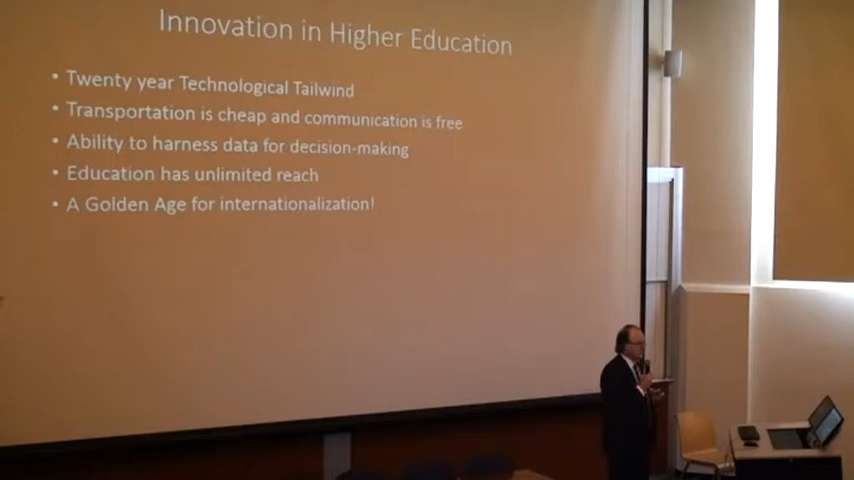 Innovation in Higher Education
• Twenty year Technological Tailwind
• Transportation is cheap and communication is free
• Ability to harness data for decision-making
• Education has unlimited reach
• A Golden Age for internationalization!